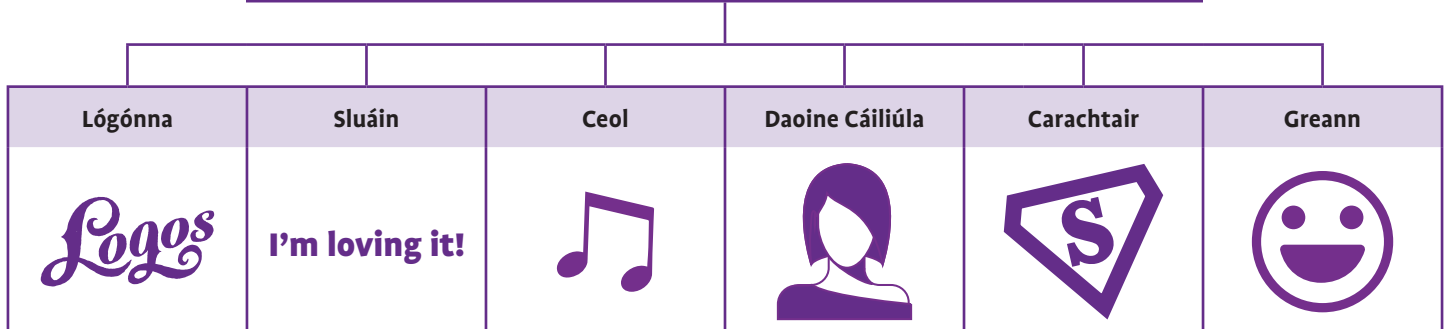 Lógónna
Sluáin
Ceol
Daoine Cáiliúla
Carachtair
Greann
Logos
I'm loving it!
S